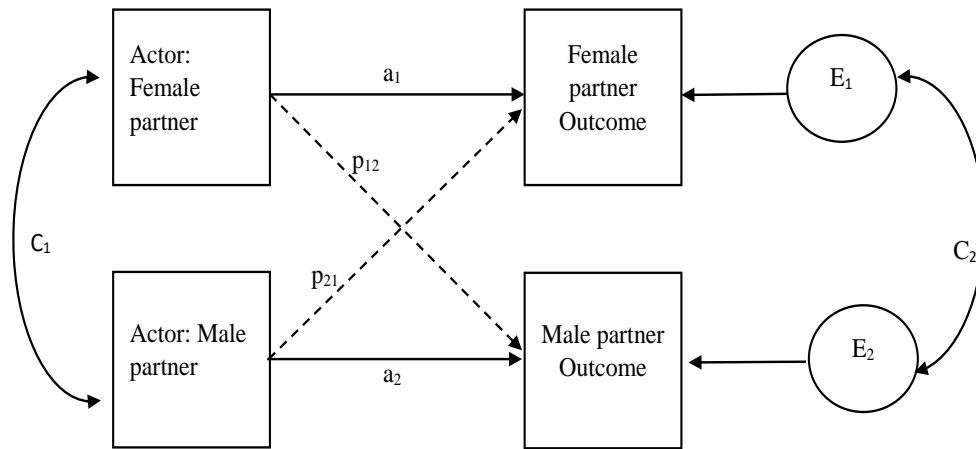 Actor:
Female
partner
a₁
Female
partner
Outcome
E₁
p₁₂
C₁
C₂
p₂₁
Actor: Male
partner
a₂
Male partner
Outcome
E₂